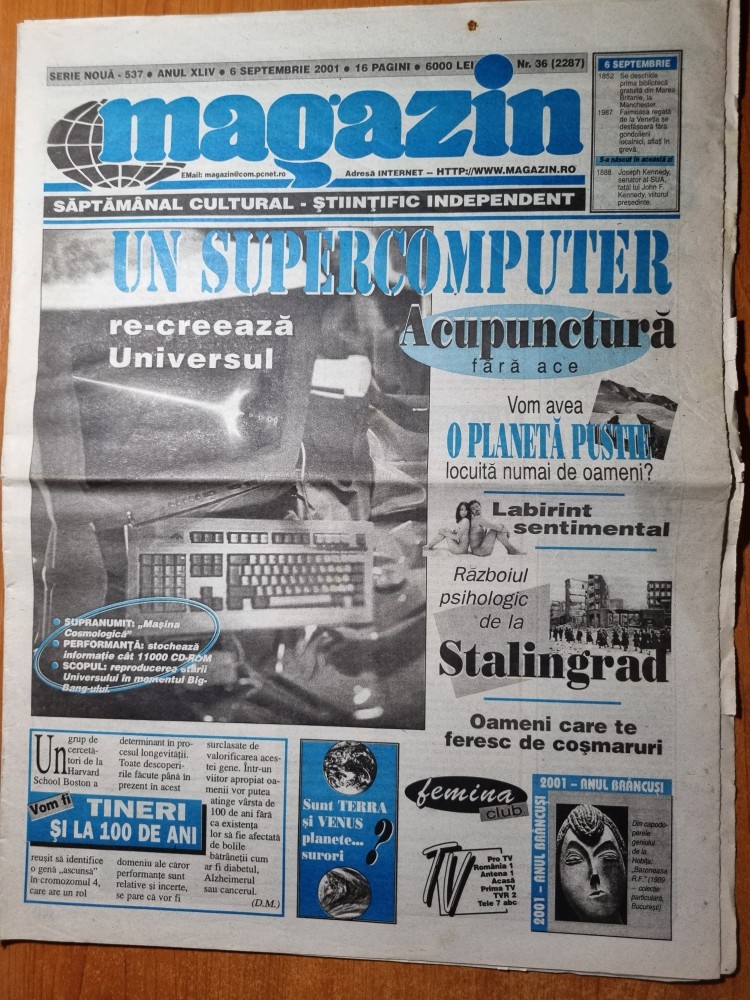 SERIE NOUĂ - 537 ● ANUL XLIV ● 6 SEPTEMBRIE 2001 ● 16 PAGINI ● 6000 LEI ● Nr. 36 (2287)
magazin
EMail: magazin@com.pcnet.ro
Adresă INTERNET – HTTP://WWW.MAGAZIN.RO
SĂPTĂMÂNAL CULTURAL - ŞTIINŢIFIC INDEPENDENT
6 SEPTEMBRIE
1852 Se deschide
prima bibliotecă
gratuită din Marea
Britanie, la
Manchester.
1987 Faimoasa regată
de la Veneţia se
desfăşoară fără
gondolierii
localnici, aflaţi în
grevă.
S-a născut în această zi
1888 Joseph Kennedy,
senator al SUA,
tatăl lui John F.
Kennedy, viitorul
preşedinte.
UN SUPERCOMPUTER
re-creează
Universul
● SUPRANUMIT: „Maşina
Cosmologică"
● PERFORMANŢĂ: stochează
informaţie cât 11000 CD-ROM
● SCOPUL: reproducerea stării
Universului în momentul Big-
Bang-ului.
Acupunctură
fără ace
Vom avea
O PLANETĂ PUSTIE
locuită numai de oameni?
Labirint
sentimental
Războiul
psihologic
de la
Stalingrad
Oameni care te
feresc de coşmaruri
Un grup de
cercetă-
tori de la
Harvard
School Boston a
reuşit să identifice
o genă „ascunsă"
în cromozomul 4,
care are un rol
determinant în pro-
cesul longevităţii.
Toate descoperi-
rile făcute până în
prezent în acest
domeniu ale căror
performanţe sunt
relative şi incerte,
se pare că vor fi
surclasate de
valorificarea aces-
tei gene. Într-un
viitor apropiat oa-
menii vor putea
atinge vârsta de
100 de ani fără
ca existenţa
lor să fie afectată
de bolile
bătrâneţii cum
ar fi diabetul,
Alzheimerul
sau cancerul.
(D.M.)
Vom fi
TINERI
ŞI LA 100 DE ANI
Sunt TERRA
şi VENUS
planete...
surori
?
femina
club
TV
Pro TV
România 1
Antena 1
Acasă
Prima TV
TVR 2
Tele 7 abc
2001 - ANUL BRÂNCUŞI
2001 - ANUL BRÂNCUŞI
Din capodo-
perele
geniului
de la
Hobiţa:
„Baroneasa
R.F." (1909
– colecţie
particulară,
Bucureşti)